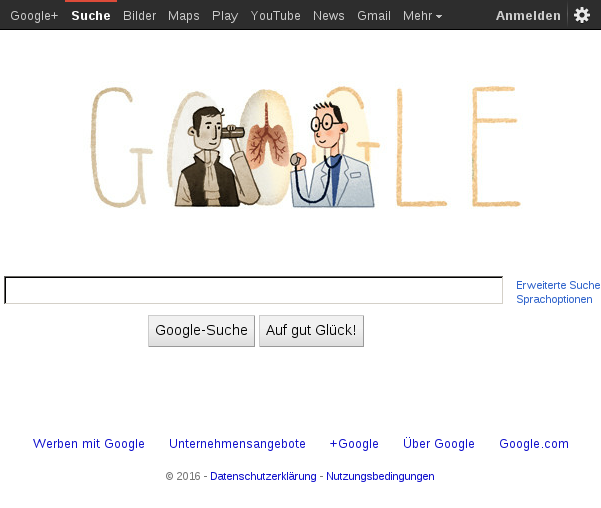 Google+ Suche Bilder Maps Play YouTube News Gmail Mehr Anmelden
GOOGLE
Erweiterte Suche
Sprachoptionen
Google-Suche Auf gut Glück!
Werben mit Google Unternehmensangebote +Google Über Google Google.com
© 2016 - Datenschutzerklärung - Nutzungsbedingungen